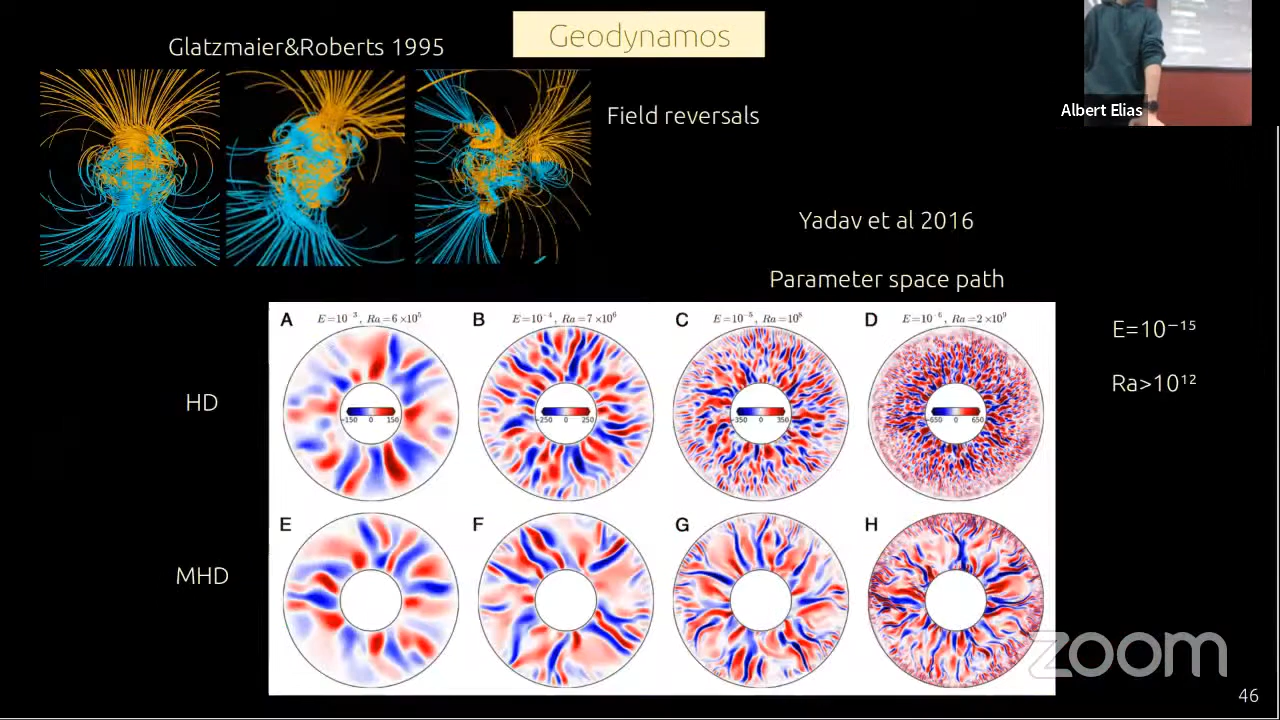 Geodynamos
Glatzmaier&Roberts 1995
Albert Elias
Field reversals
Yadav et al 2016
Parameter space path
A E=10⁻³, Ra=6×10⁵
B E=10⁻⁴, Ra=7×10⁶
C E=10⁻⁵, Ra=10⁸
D E=10⁻⁶, Ra=2×10⁹
E=10⁻¹⁵
Ra>10¹²
HD
−150 0 150
−250 0 250
−350 0 350
−650 0 650
E
F
G
H
MHD
zoom
46